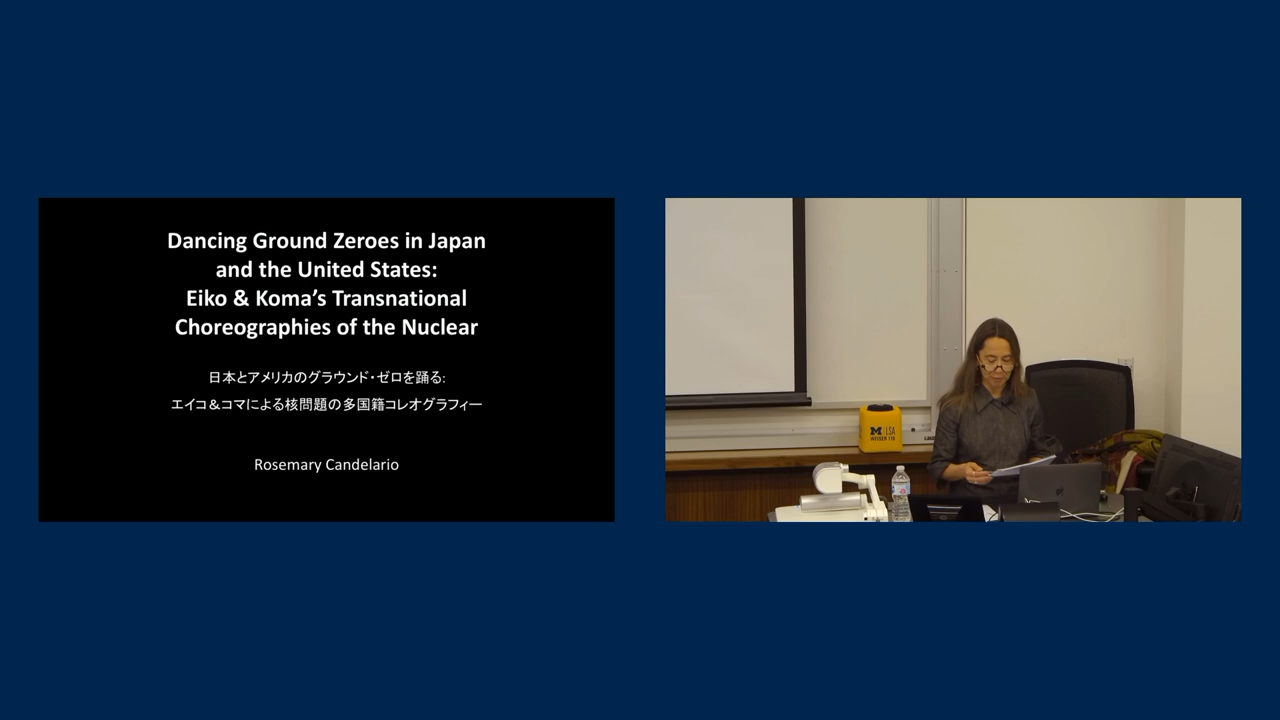 Dancing Ground Zeroes in Japan
and the United States:
Eiko & Koma's Transnational
Choreographies of the Nuclear
日本とアメリカのグラウンド・ゼロを踊る:
エイコ&コマによる核問題の多国籍コレオグラフィー
Rosemary Candelario
M LSA
WEISER 110